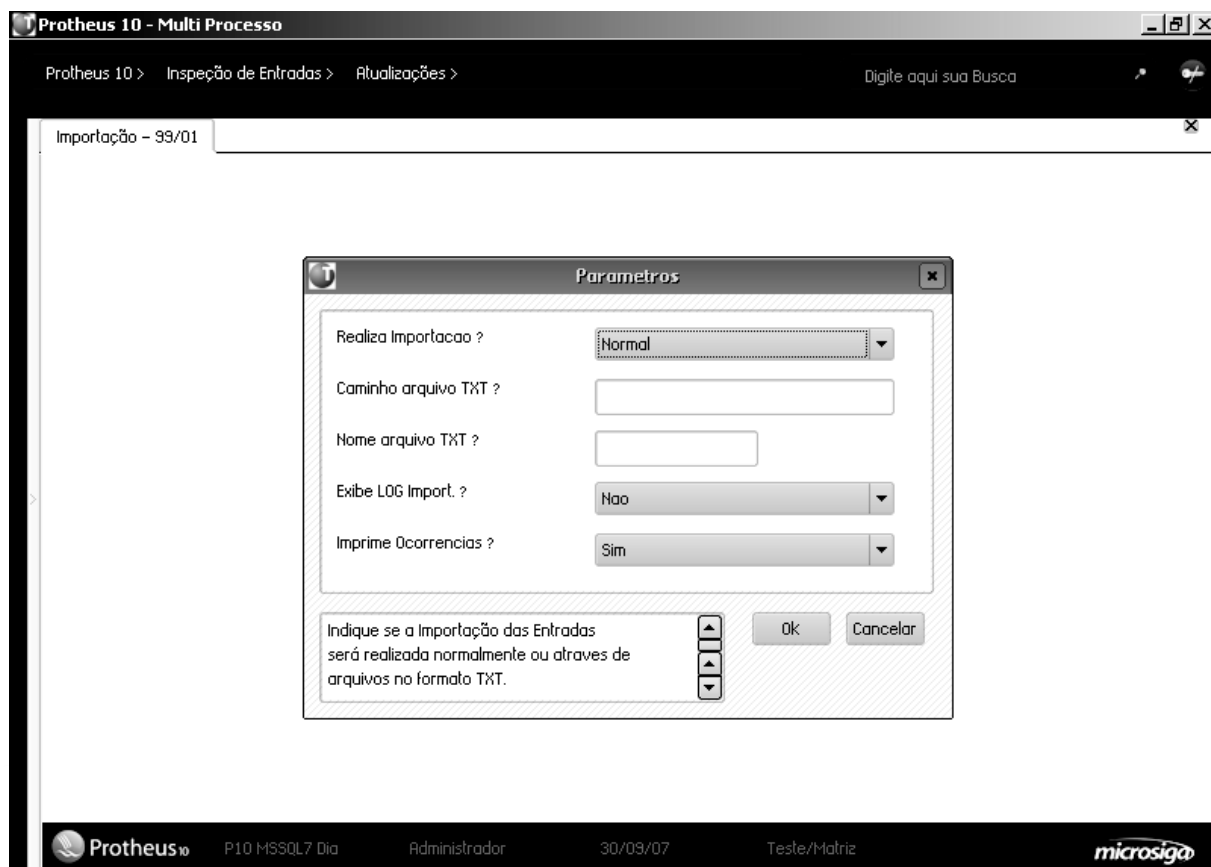 Protheus 10 - Multi Processo
Protheus 10 > Inspeção de Entradas > Atualizações >
Digite aqui sua Busca
Importação - 99/01
Parametros
Realiza Importacao ?
Normal
Caminho arquivo TXT ?
Nome arquivo TXT ?
Exibe LOG Import. ?
Nao
Imprime Ocorrencias ?
Sim
Indique se a Importação das Entradas
será realizada normalmente ou atraves de
arquivos no formato TXT.
Ok
Cancelar
Protheus10
P10 MSSQL7 Dia
Administrador
30/09/07
Teste/Matriz
microsiga